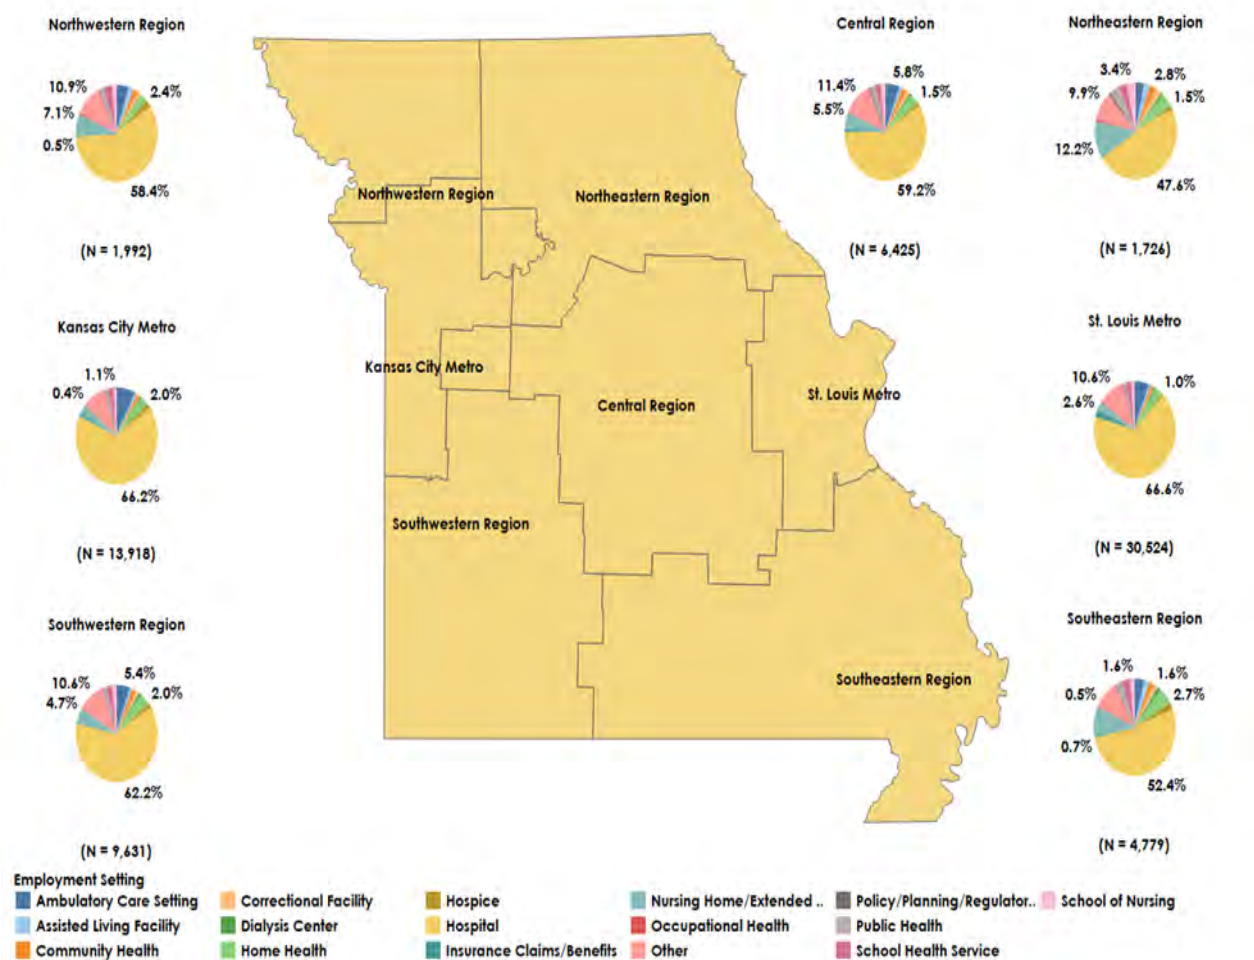 Northwestern Region
10.9%
2.4%
7.1%
0.5%
58.4%
(N = 1,992)
Kansas City Metro
1.1%
0.4%
2.0%
66.2%
(N = 13,918)
Southwestern Region
5.4%
10.6%
2.0%
4.7%
62.2%
(N = 9,631)
Northwestern Region
Northeastern Region
Kansas City Metro
Central Region
St. Louis Metro
Southwestern Region
Southeastern Region
Central Region
5.8%
11.4%
1.5%
5.5%
59.2%
(N = 6,425)
Northeastern Region
3.4%
2.8%
9.9%
1.5%
12.2%
47.6%
(N = 1,726)
St. Louis Metro
10.6%
1.0%
2.6%
66.6%
(N = 30,524)
Southeastern Region
1.6%
1.6%
0.5%
2.7%
0.7%
52.4%
(N = 4,779)
Employment Setting
Ambulatory Care Setting
Assisted Living Facility
Community Health
Correctional Facility
Dialysis Center
Home Health
Hospice
Hospital
Insurance Claims/Benefits
Nursing Home/Extended ..
Occupational Health
Other
Policy/Planning/Regulator..
Public Health
School Health Service
School of Nursing